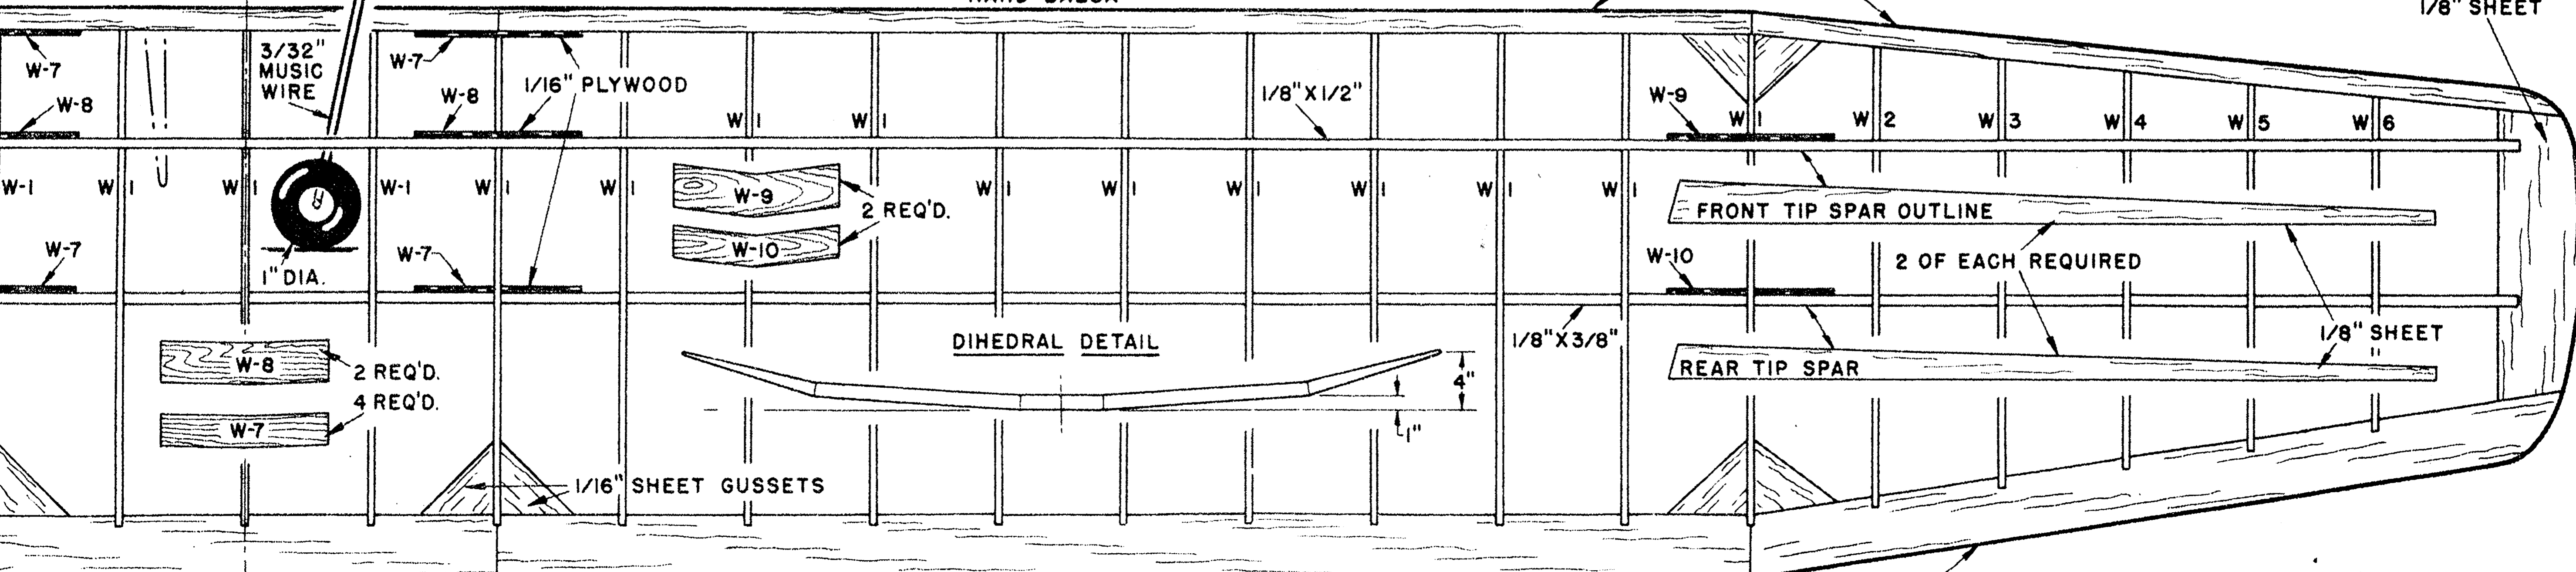 1/8" SHEET
3/32"
MUSIC
WIRE
W-7
W-8
W-7
W-8
1/16" PLYWOOD
1/8"X1/2"
W-9
W 1
W 1
W 1
W 2
W 3
W 4
W 5
W 6
W-1
W 1
W 1
W-1
W 1
W 1
W 1
W 1
W 1
W 1
W 1
W 1
W-9
2 REQ'D.
W-10
FRONT TIP SPAR OUTLINE
2 OF EACH REQUIRED
W-7
1" DIA.
W-7
W-10
DIHEDRAL DETAIL
4"
1"
1/8"X3/8"
1/8" SHEET
REAR TIP SPAR
W-8
2 REQ'D.
4 REQ'D.
W-7
1/16" SHEET GUSSETS